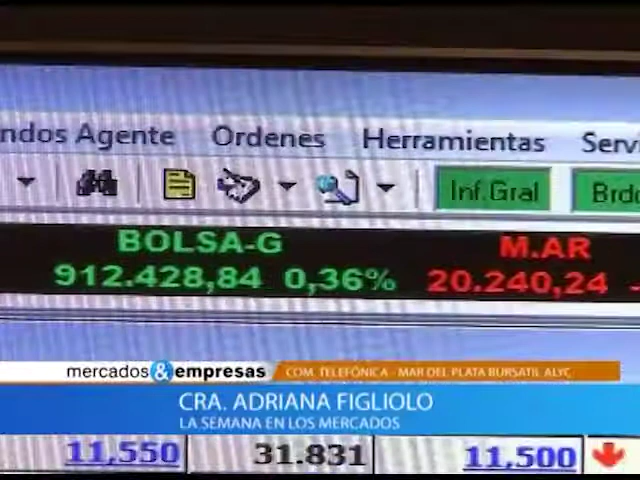 ndos Agente Ordenes Herramientas Servi
Inf.Gral Brdc
BOLSA-G M.AR
912.428,84 0,36% 20.240,24 -
mercados&empresas COM. TELEFÓNICA - MAR DEL PLATA BURSATIL ALYC
CRA. ADRIANA FIGLIOLO
LA SEMANA EN LOS MERCADOS
11,550 31.831 11,500